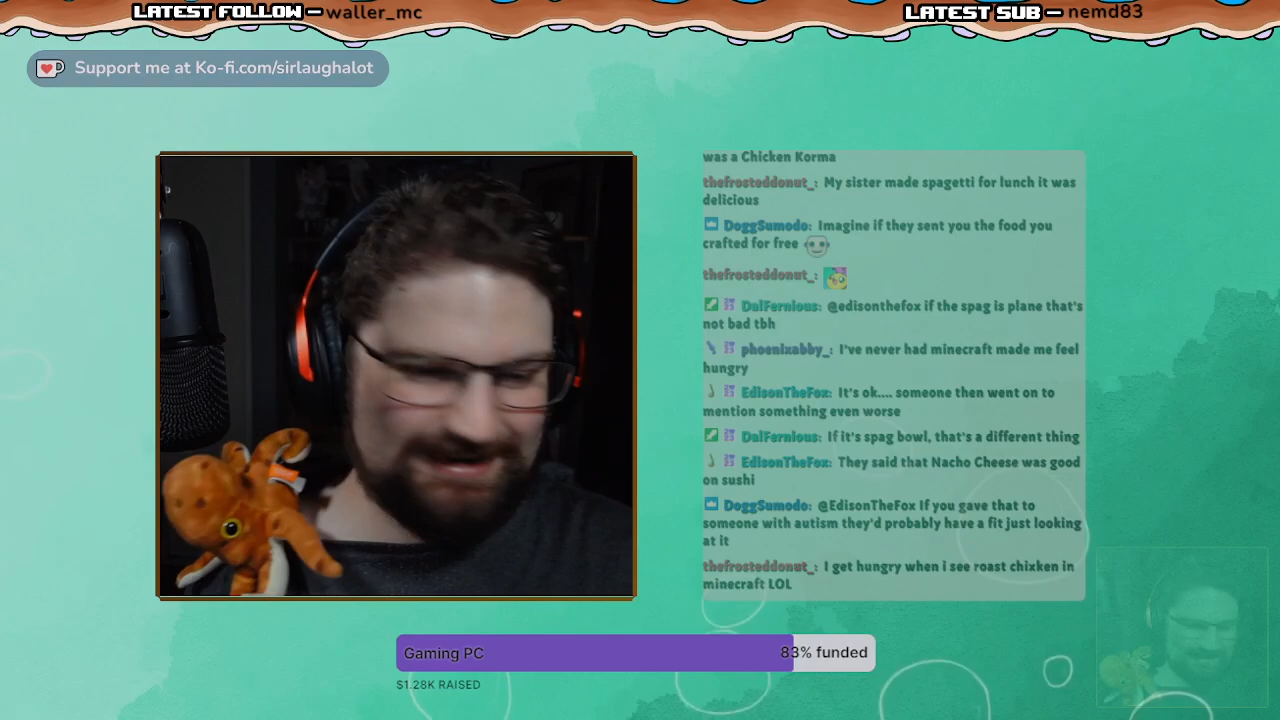 LATEST FOLLOW — waller_mc
LATEST SUB — nemd83
Support me at Ko-fi.com/sirlaughalot
was a Chicken Korma
thefrosteddonut_: My sister made spagetti for lunch it was
delicious
DoggSumodo: Imagine if they sent you the food you
crafted for free
thefrosteddonut_:
DalFernious: @edisonthefox if the spag is plane that's
not bad tbh
phoenixabby_: I've never had minecraft made me feel
hungry
EdisonTheFox: It's ok.... someone then went on to
mention something even worse
DalFernious: If it's spag bowl, that's a different thing
EdisonTheFox: They said that Nacho Cheese was good
on sushi
DoggSumodo: @EdisonTheFox If you gave that to
someone with autism they'd probably have a fit just looking
at it
thefrosteddonut_: I get hungry when i see roast chixken in
minecraft LOL
Gaming PC
83% funded
$1.28K RAISED